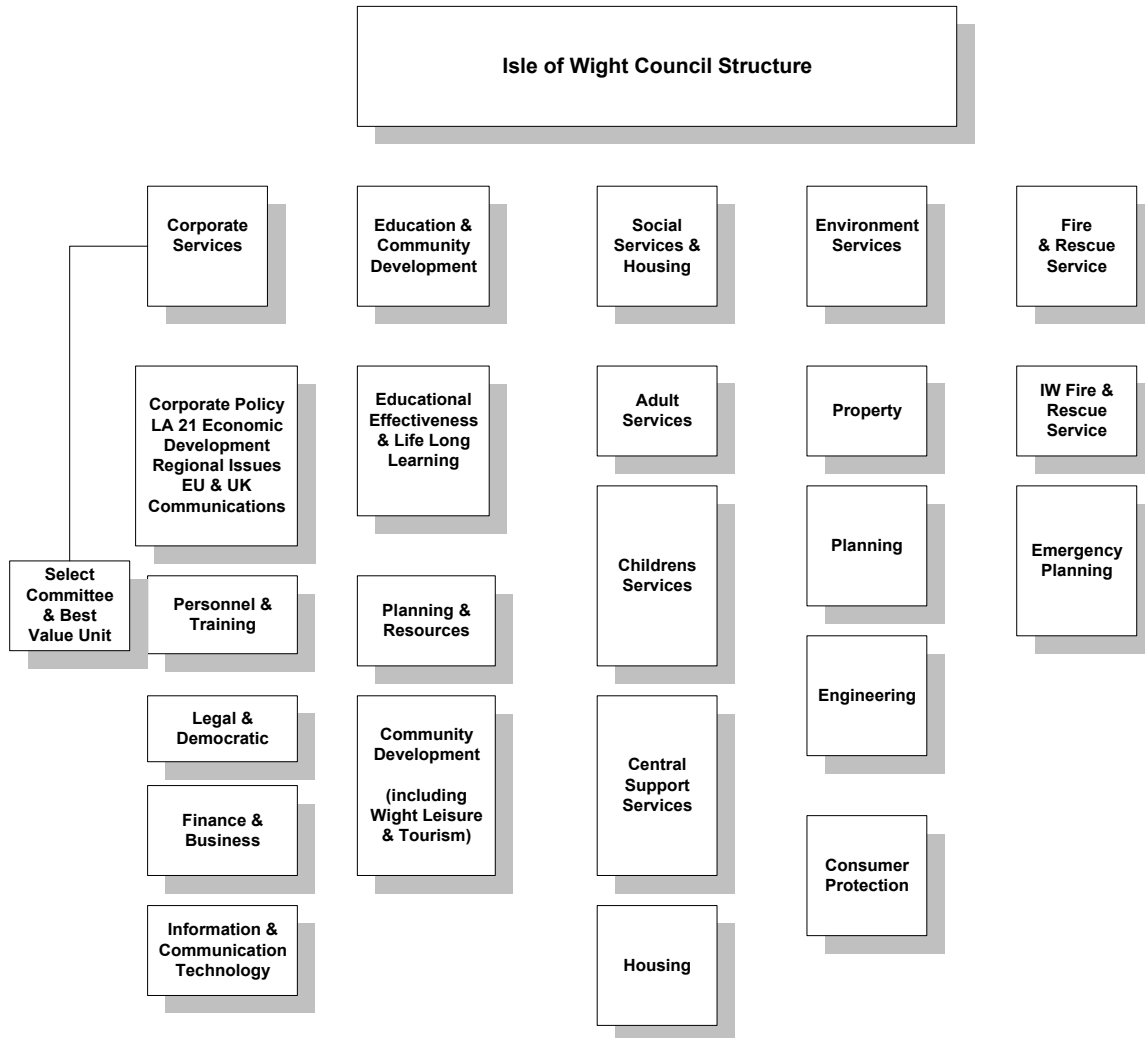 Isle of Wight Council Structure
Corporate
Services
Education &
Community
Development
Social
Services &
Housing
Environment
Services
Fire
& Rescue
Service
Corporate Policy
LA 21 Economic
Development
Regional Issues
EU & UK
Communications
Educational
Effectiveness
& Life Long
Learning
Adult
Services
Property
IW Fire &
Rescue
Service
Childrens
Services
Planning
Emergency
Planning
Select
Committee
& Best
Value Unit
Personnel &
Training
Planning &
Resources
Engineering
Legal &
Democratic
Community
Development
(including
Wight Leisure
& Tourism)
Central
Support
Services
Finance &
Business
Consumer
Protection
Information &
Communication
Technology
Housing